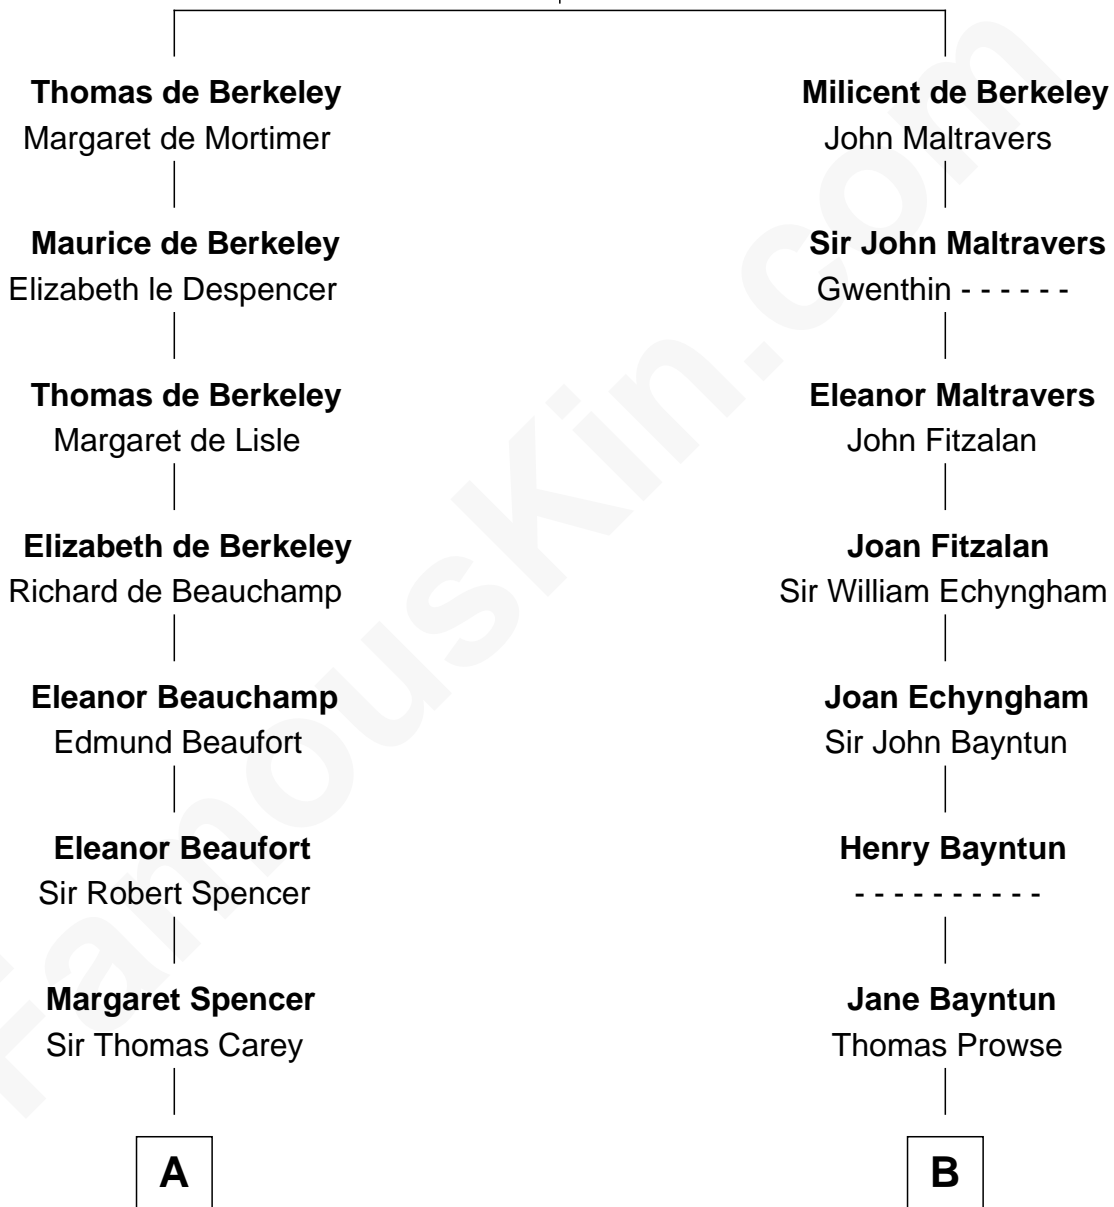 Thomas de Berkeley
Margaret de Mortimer
Maurice de Berkeley
Elizabeth le Despencer
Thomas de Berkeley
Margaret de Lisle
Elizabeth de Berkeley
Richard de Beauchamp
Eleanor Beauchamp
Edmund Beaufort
Eleanor Beaufort
Sir Robert Spencer
Margaret Spencer
Sir Thomas Carey
A
Milicent de Berkeley
John Maltravers
Sir John Maltravers
Gwenthin - - - - - -
Eleanor Maltravers
John Fitzalan
Joan Fitzalan
Sir William Echyngham
Joan Echyngham
Sir John Bayntun
Henry Bayntun
- - - - - - - - - -
Jane Bayntun
Thomas Prowse
B
FamousKin.com